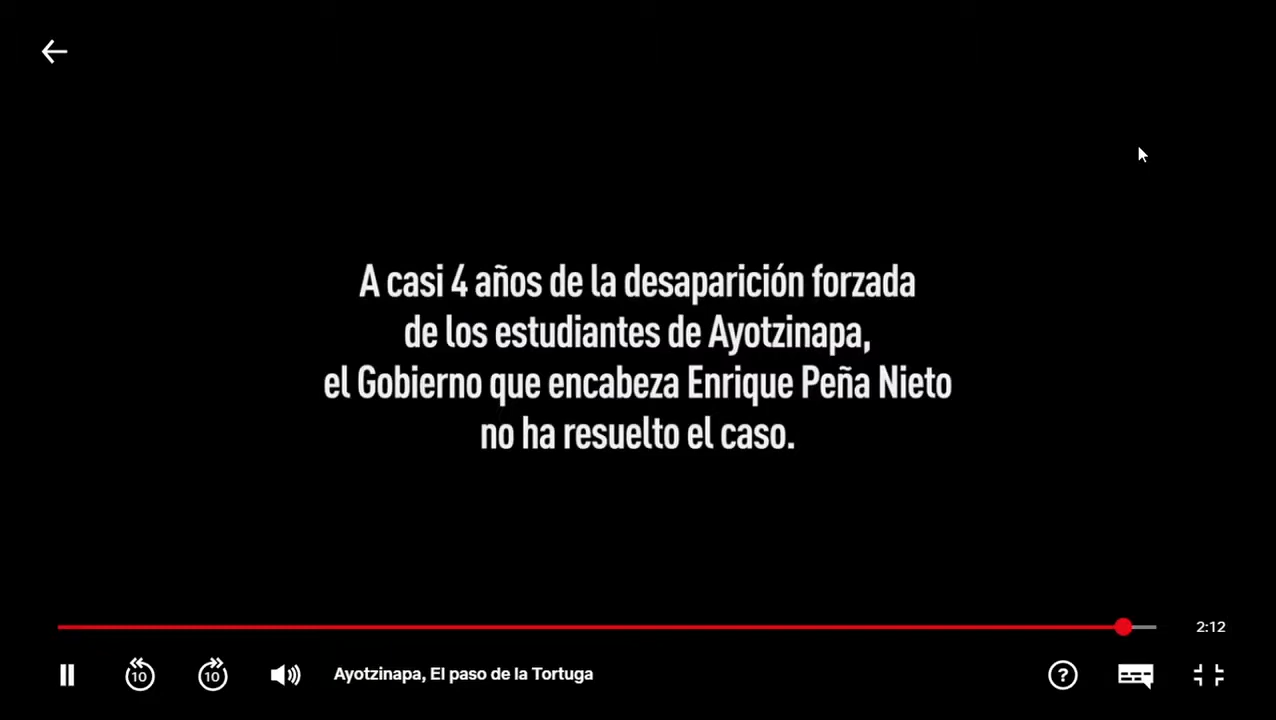 A casi 4 años de la desaparición forzada
de los estudiantes de Ayotzinapa,
el Gobierno que encabeza Enrique Peña Nieto
no ha resuelto el caso.
2:12
10
10
Ayotzinapa, El paso de la Tortuga
?